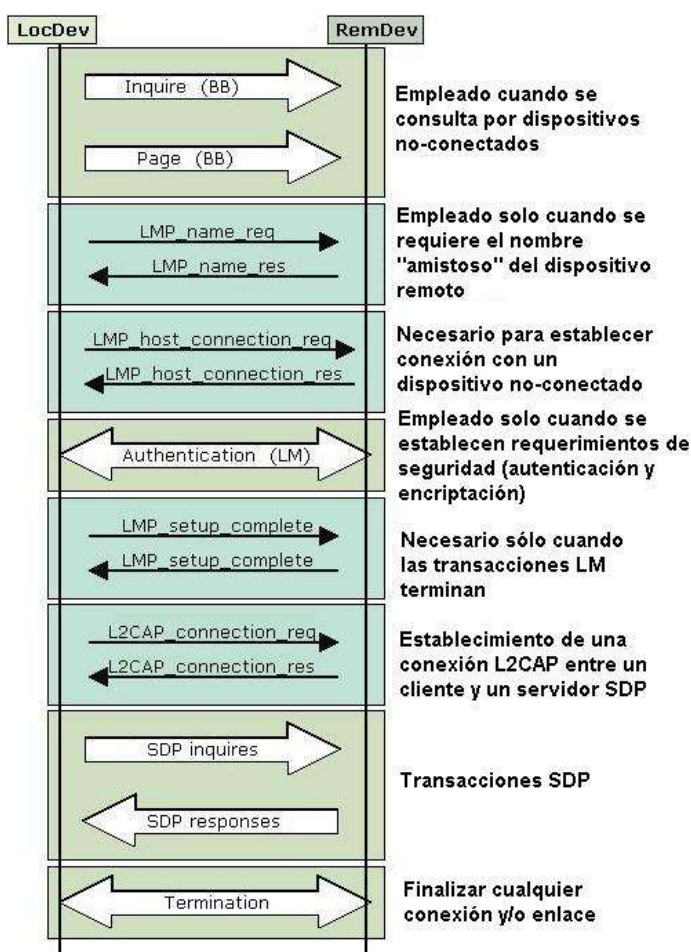 LocDev
RemDev
Inquire (BB)
Page (BB)
Empleado cuando se
consulta por dispositivos
no-conectados
LMP_name_req
LMP_name_res
Empleado solo cuando se
requiere el nombre
"amistoso" del dispositivo
remoto
LMP_host_connection_req
LMP_host_connection_res
Necesario para establecer
conexión con un
dispositivo no-conectado
Authentication (LM)
Empleado solo cuando se
establecen requerimientos de
seguridad (autenticación y
encriptación)
LMP_setup_complete
LMP_setup_complete
Necesario sólo cuando
las transacciones LM
terminan
L2CAP_connection_req
L2CAP_connection_res
Establecimiento de una
conexión L2CAP entre un
cliente y un servidor SDP
SDP inquires
SDP responses
Transacciones SDP
Termination
Finalizar cualquier
conexión y/o enlace